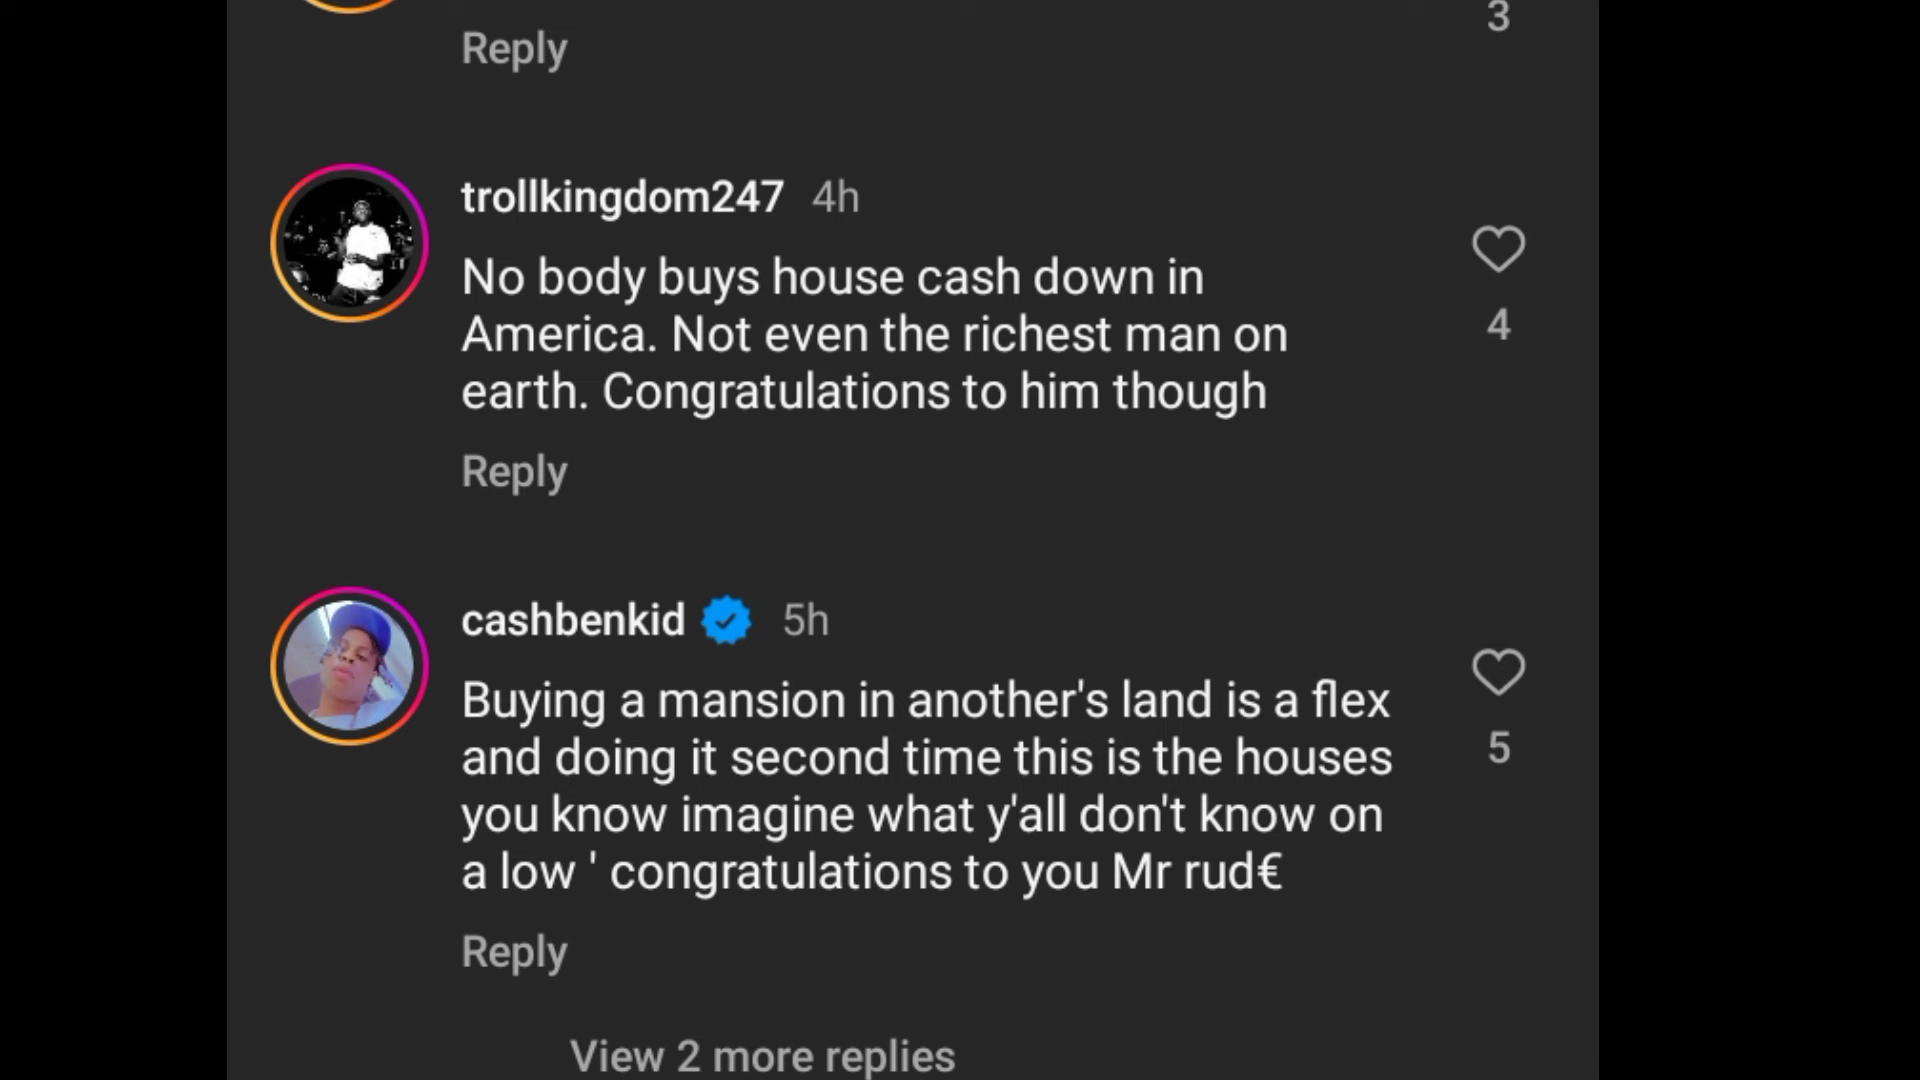 3
Reply
trollkingdom247 4h
No body buys house cash down in
America. Not even the richest man on
earth. Congratulations to him though
4
Reply
cashbenkid 5h
Buying a mansion in another's land is a flex
and doing it second time this is the houses
you know imagine what y'all don't know on
a low ' congratulations to you Mr rud€
5
Reply
View 2 more replies